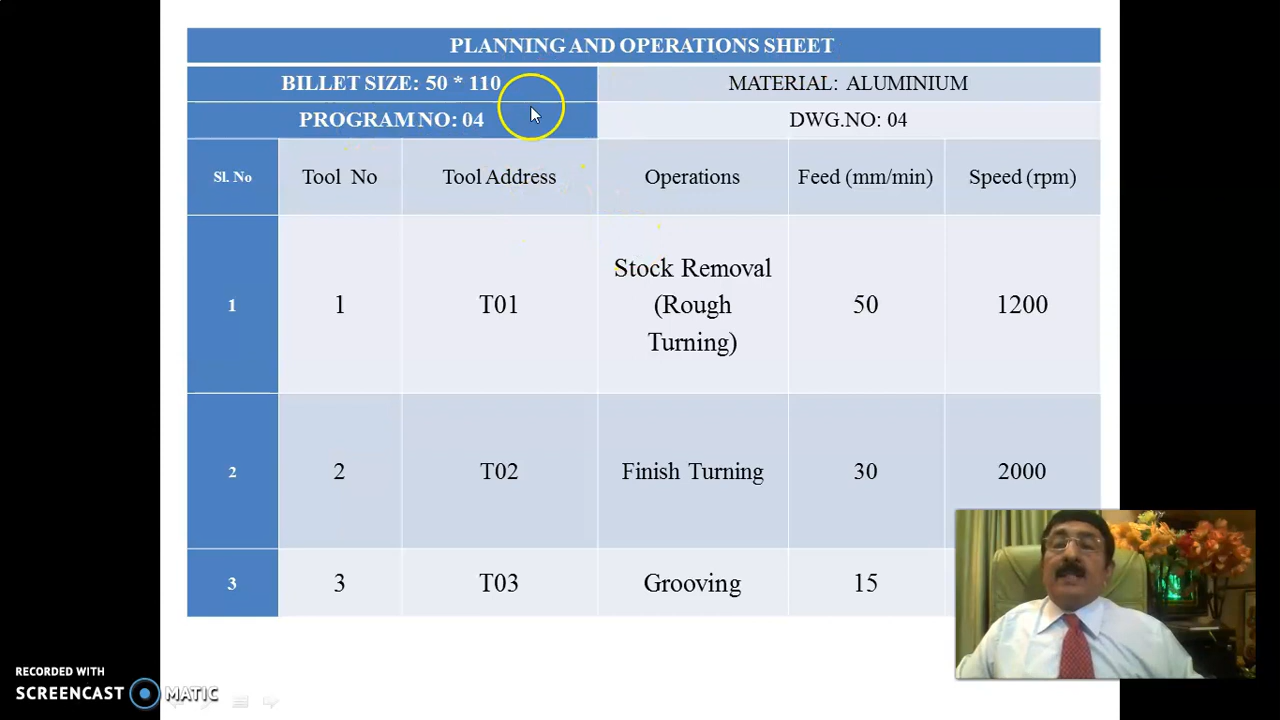 PLANNING AND OPERATIONS SHEET
BILLET SIZE: 50 * 110 MATERIAL: ALUMINIUM
PROGRAM NO: 04 DWG.NO: 04
Sl. No Tool No Tool Address Operations Feed (mm/min) Speed (rpm)
1 1 T01 Stock Removal (Rough Turning) 50 1200
2 2 T02 Finish Turning 30 2000
3 3 T03 Grooving 15
RECORDED WITH
SCREENCAST MATIC